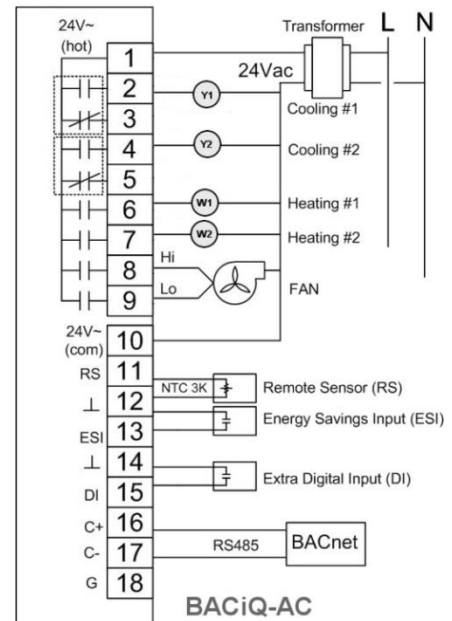 24V~
(hot)
Transformer
L N
1
24Vac
2
Y1
Cooling #1
3
4
Y2
Cooling #2
5
6
W1
Heating #1
7
W2
Heating #2
8
Hi
9
Lo
FAN
24V~
(com)
10
RS
11
NTC 3K
Remote Sensor (RS)
⊥
12
Energy Savings Input (ESI)
ESI
13
⊥
14
Extra Digital Input (DI)
DI
15
C+
16
C-
17
RS485
BACnet
G
18
BACiQ-AC